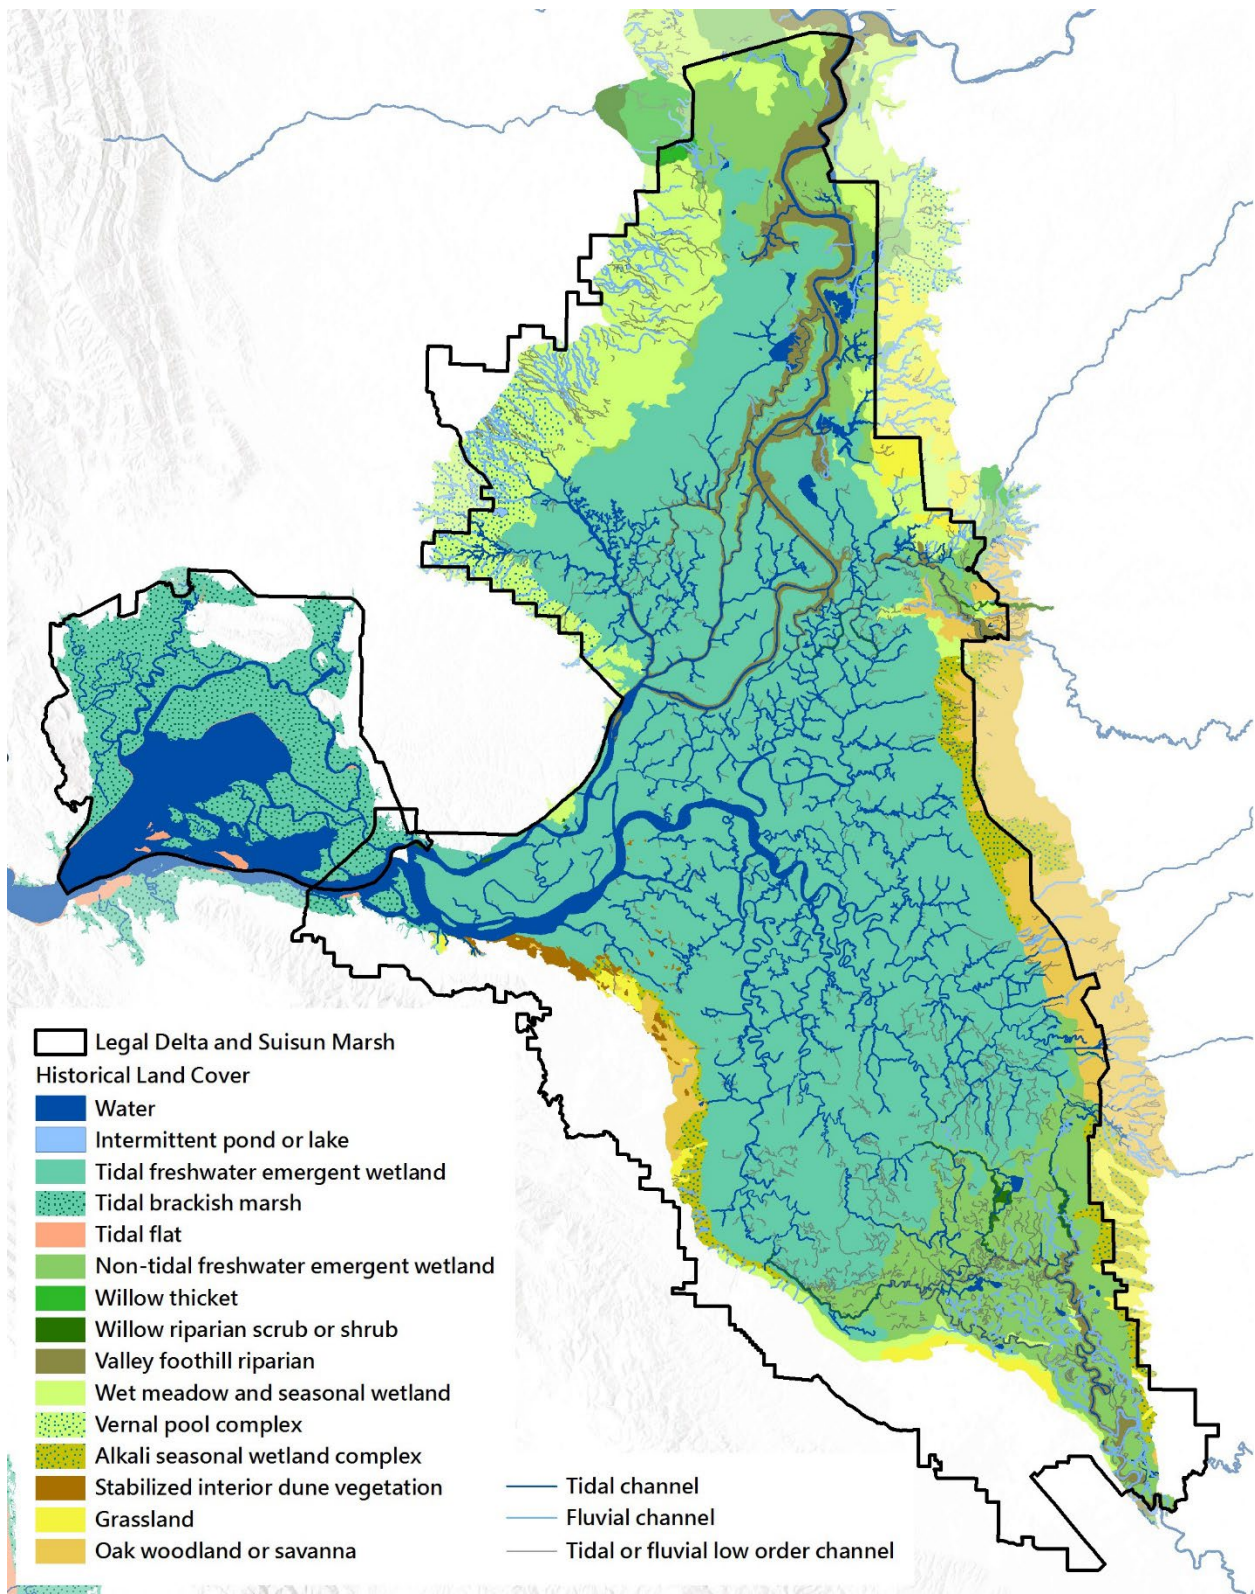 Legal Delta and Suisun Marsh
Historical Land Cover
Water
Intermittent pond or lake
Tidal freshwater emergent wetland
Tidal brackish marsh
Tidal flat
Non-tidal freshwater emergent wetland
Willow thicket
Willow riparian scrub or shrub
Valley foothill riparian
Wet meadow and seasonal wetland
Vernal pool complex
Alkali seasonal wetland complex
Stabilized interior dune vegetation
Grassland
Oak woodland or savanna
Tidal channel
Fluvial channel
Tidal or fluvial low order channel